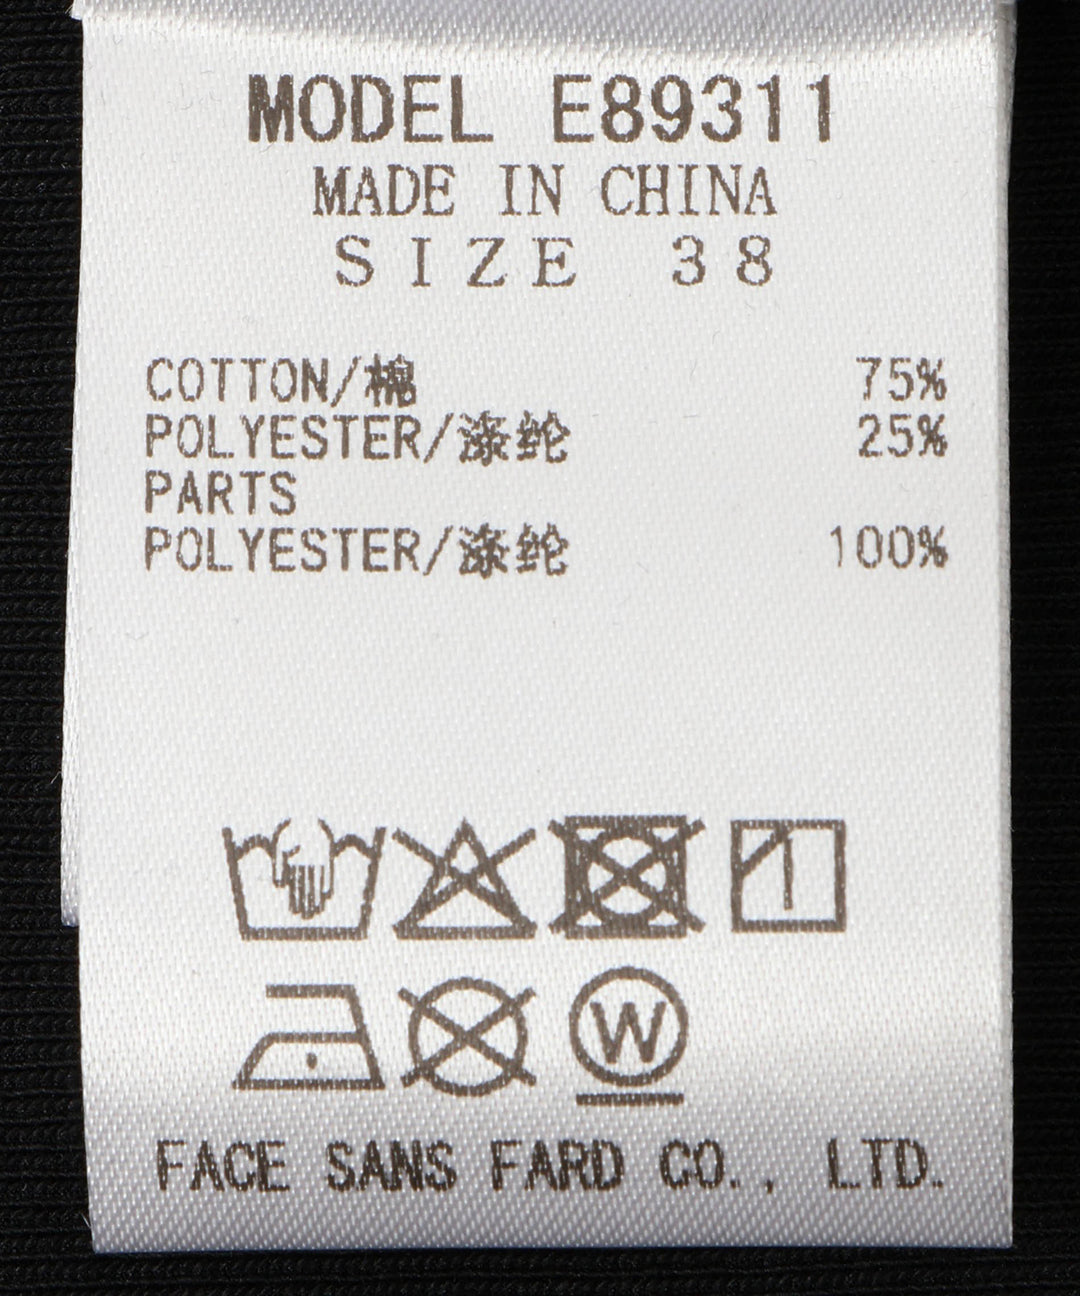 MODEL E89311
MADE IN CHINA
SIZE 38
COTTON/棉 75%
POLYESTER/涤纶 25%
PARTS
POLYESTER/涤纶 100%
W
FACE SANS FARD CO., LTD.